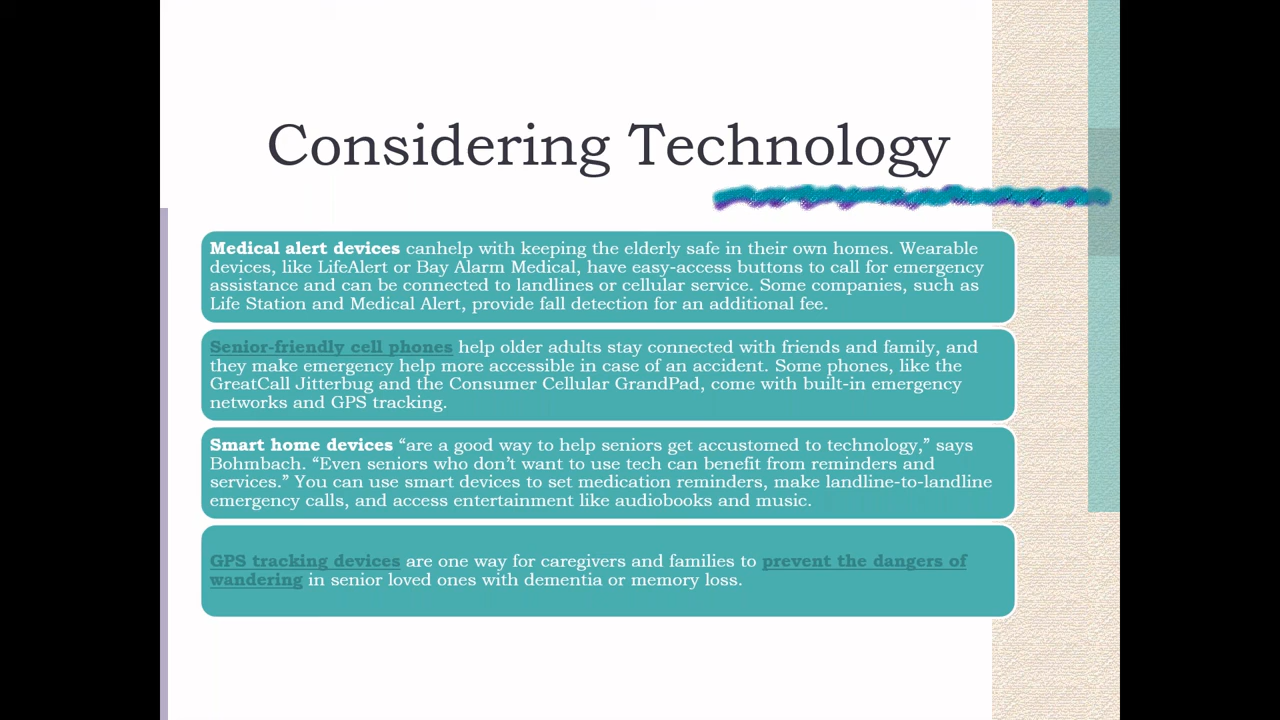 Considering Technology
Medical alert devices canhelp with keeping the elderly safe in their own homes. Wearable
devices, like LifeAlert or Bay Alarm Medical, have easy-access buttons to call for emergency
assistance and can be connected to landlines or cellular service. Some companies, such as
Life Station and Medical Alert, provide fall detection for an additional fee.
Senior-friendly cell phones help older adults stay connected with friends and family, and
they make emergency help more accessible in case of an accident. Some phones, like the
GreatCall Jitterbug and the Consumer Cellular GrandPad, come with built-in emergency
networks and GPS tracking.
Smart home devices “are a good way to help seniors get accustomed to technology,” says
Bohmbach. “Even seniors who don’t want to use tech can benefit from reminders and
services.” You can use smart devices to set medication reminders, make landline-to-landline
emergency calls, and access entertainment like audiobooks and music.
GPS tracking devices are one way for caregivers and families to prevent the dangers of
wandering in senior loved ones with dementia or memory loss.